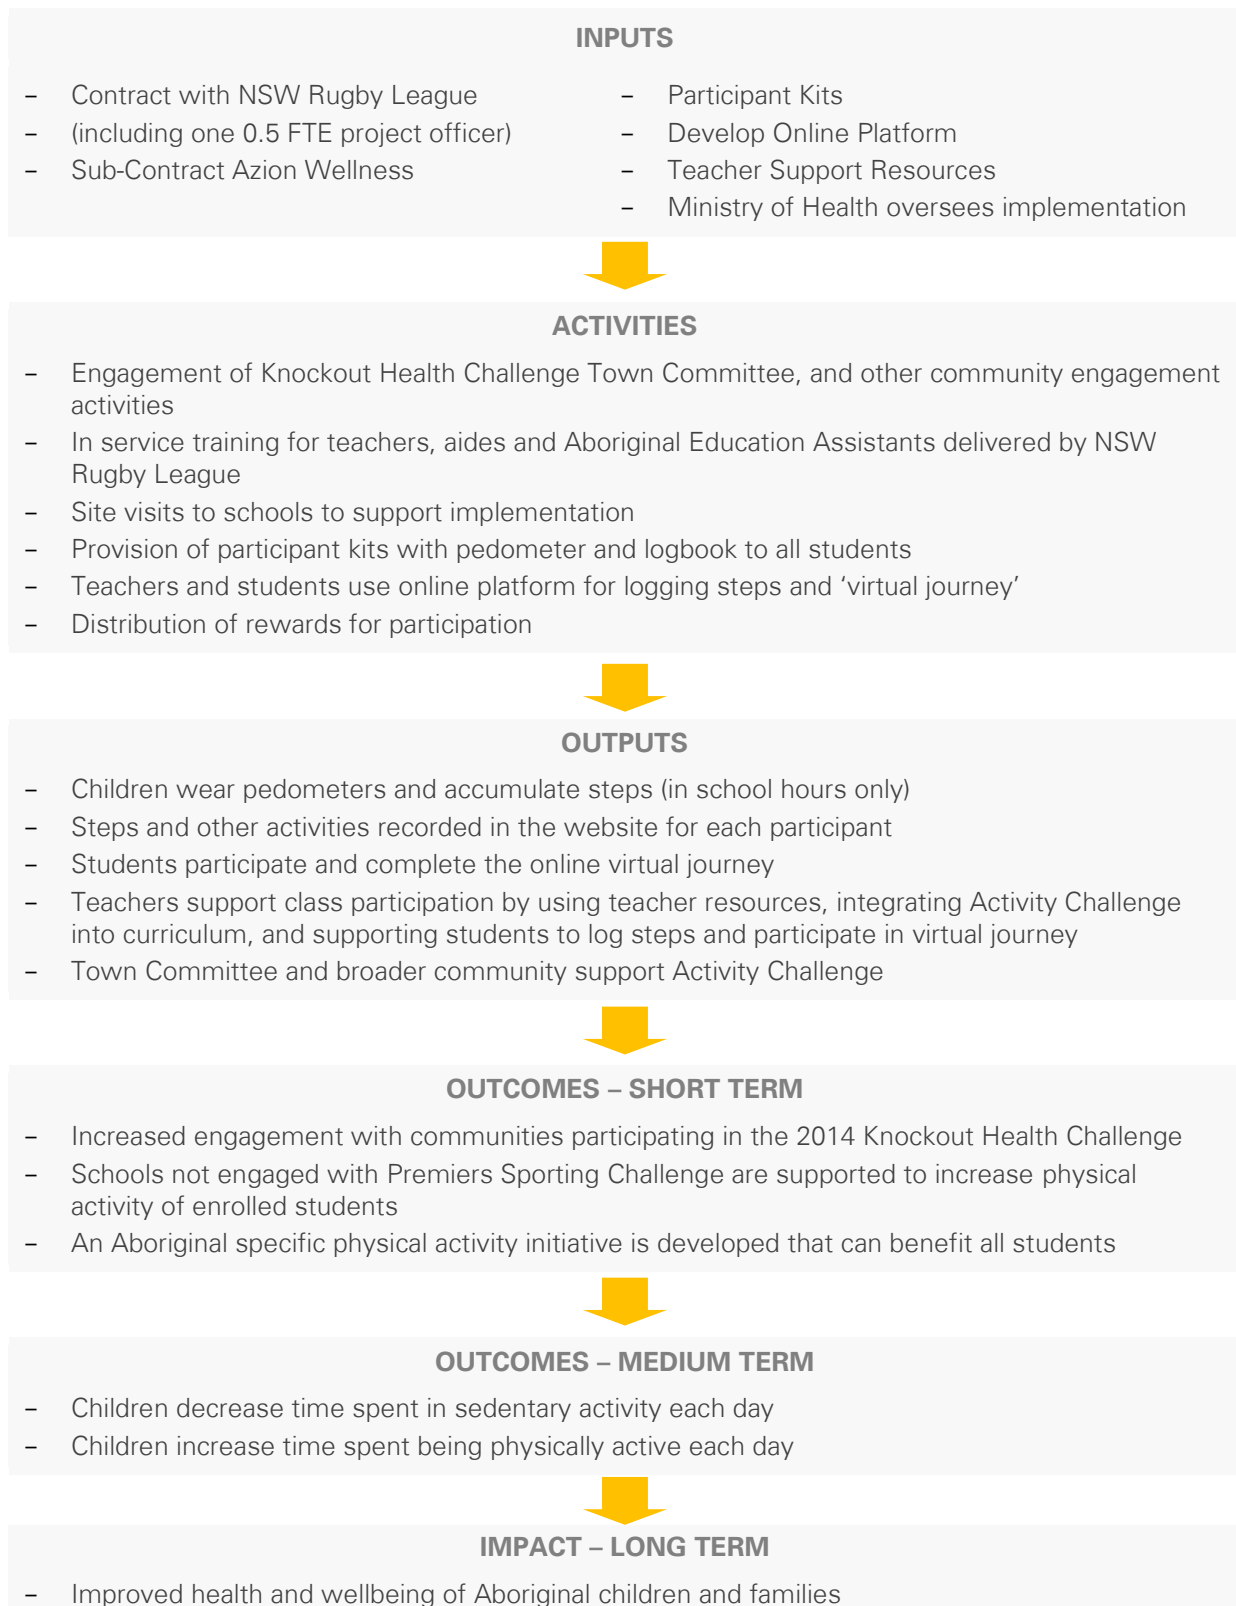 INPUTS
– Contract with NSW Rugby League
– (including one 0.5 FTE project officer)
– Sub-Contract Azion Wellness
– Participant Kits
– Develop Online Platform
– Teacher Support Resources
– Ministry of Health oversees implementation
ACTIVITIES
– Engagement of Knockout Health Challenge Town Committee, and other community engagement
activities
– In service training for teachers, aides and Aboriginal Education Assistants delivered by NSW
Rugby League
– Site visits to schools to support implementation
– Provision of participant kits with pedometer and logbook to all students
– Teachers and students use online platform for logging steps and ‘virtual journey’
– Distribution of rewards for participation
OUTPUTS
– Children wear pedometers and accumulate steps (in school hours only)
– Steps and other activities recorded in the website for each participant
– Students participate and complete the online virtual journey
– Teachers support class participation by using teacher resources, integrating Activity Challenge
into curriculum, and supporting students to log steps and participate in virtual journey
– Town Committee and broader community support Activity Challenge
OUTCOMES – SHORT TERM
– Increased engagement with communities participating in the 2014 Knockout Health Challenge
– Schools not engaged with Premiers Sporting Challenge are supported to increase physical
activity of enrolled students
– An Aboriginal specific physical activity initiative is developed that can benefit all students
OUTCOMES – MEDIUM TERM
– Children decrease time spent in sedentary activity each day
– Children increase time spent being physically active each day
IMPACT – LONG TERM
– Improved health and wellbeing of Aboriginal children and families